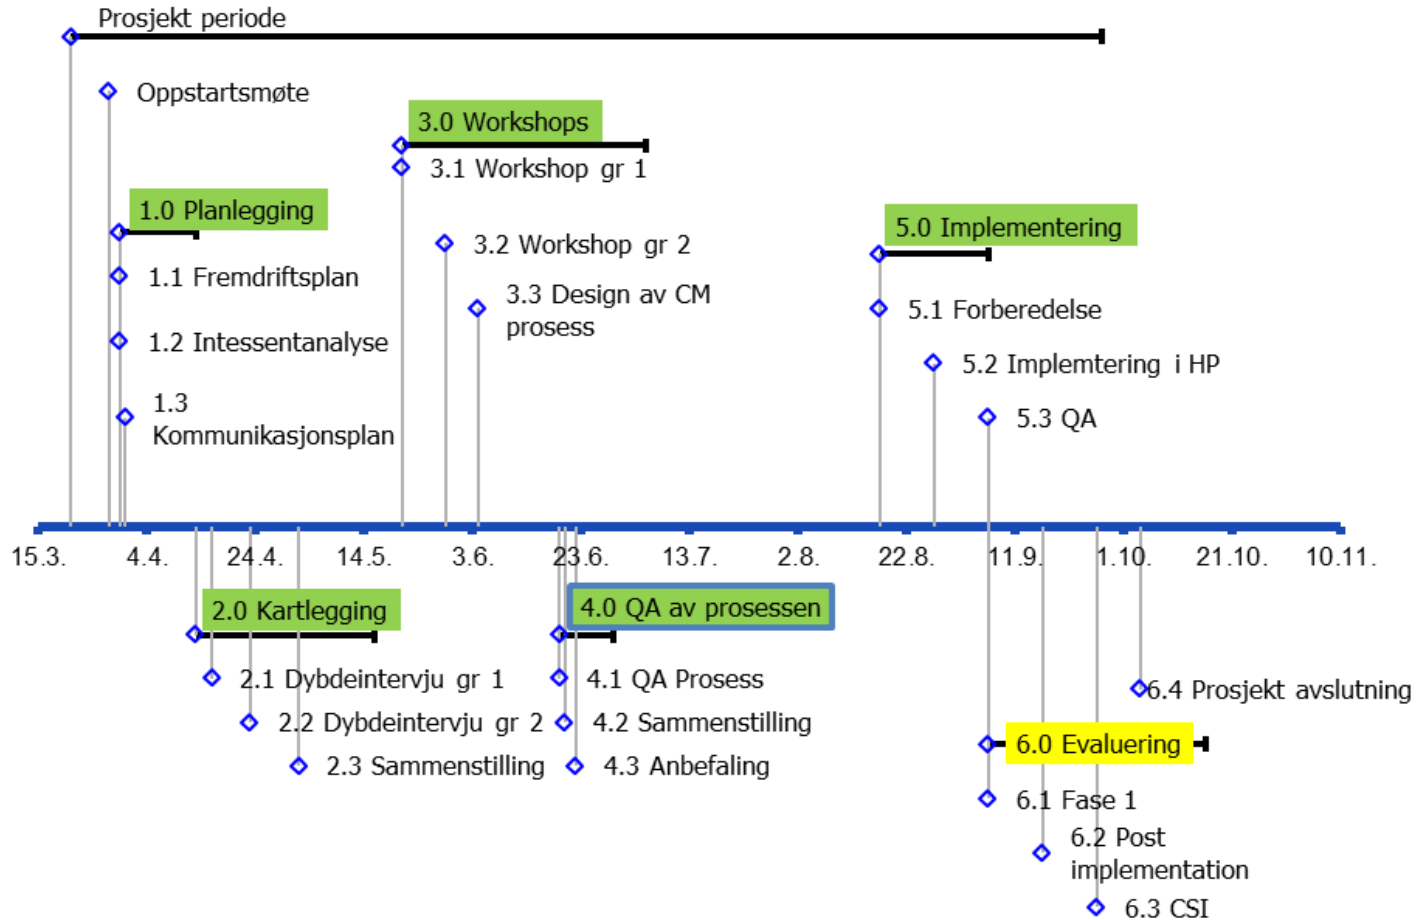 Prosjekt periode
Oppstartsmøte
3.0 Workshops
3.1 Workshop gr 1
1.0 Planlegging
1.1 Fremdriftsplan
1.2 Intessentanalyse
1.3
Kommunikasjonsplan
3.2 Workshop gr 2
3.3 Design av CM
prosess
5.0 Implementering
5.1 Forberedelse
5.2 Implemtering i HP
5.3 QA
15.3. 4.4. 24.4. 14.5. 3.6. 23.6. 13.7. 2.8. 22.8. 11.9. 1.10. 21.10. 10.11.
2.0 Kartlegging
2.1 Dybdeintervju gr 1
2.2 Dybdeintervju gr 2
2.3 Sammenstilling
4.0 QA av prosessen
4.1 QA Prosess
4.2 Sammenstilling
4.3 Anbefaling
6.4 Prosjekt avslutning
6.0 Evaluering
6.1 Fase 1
6.2 Post
implementation
6.3 CSI